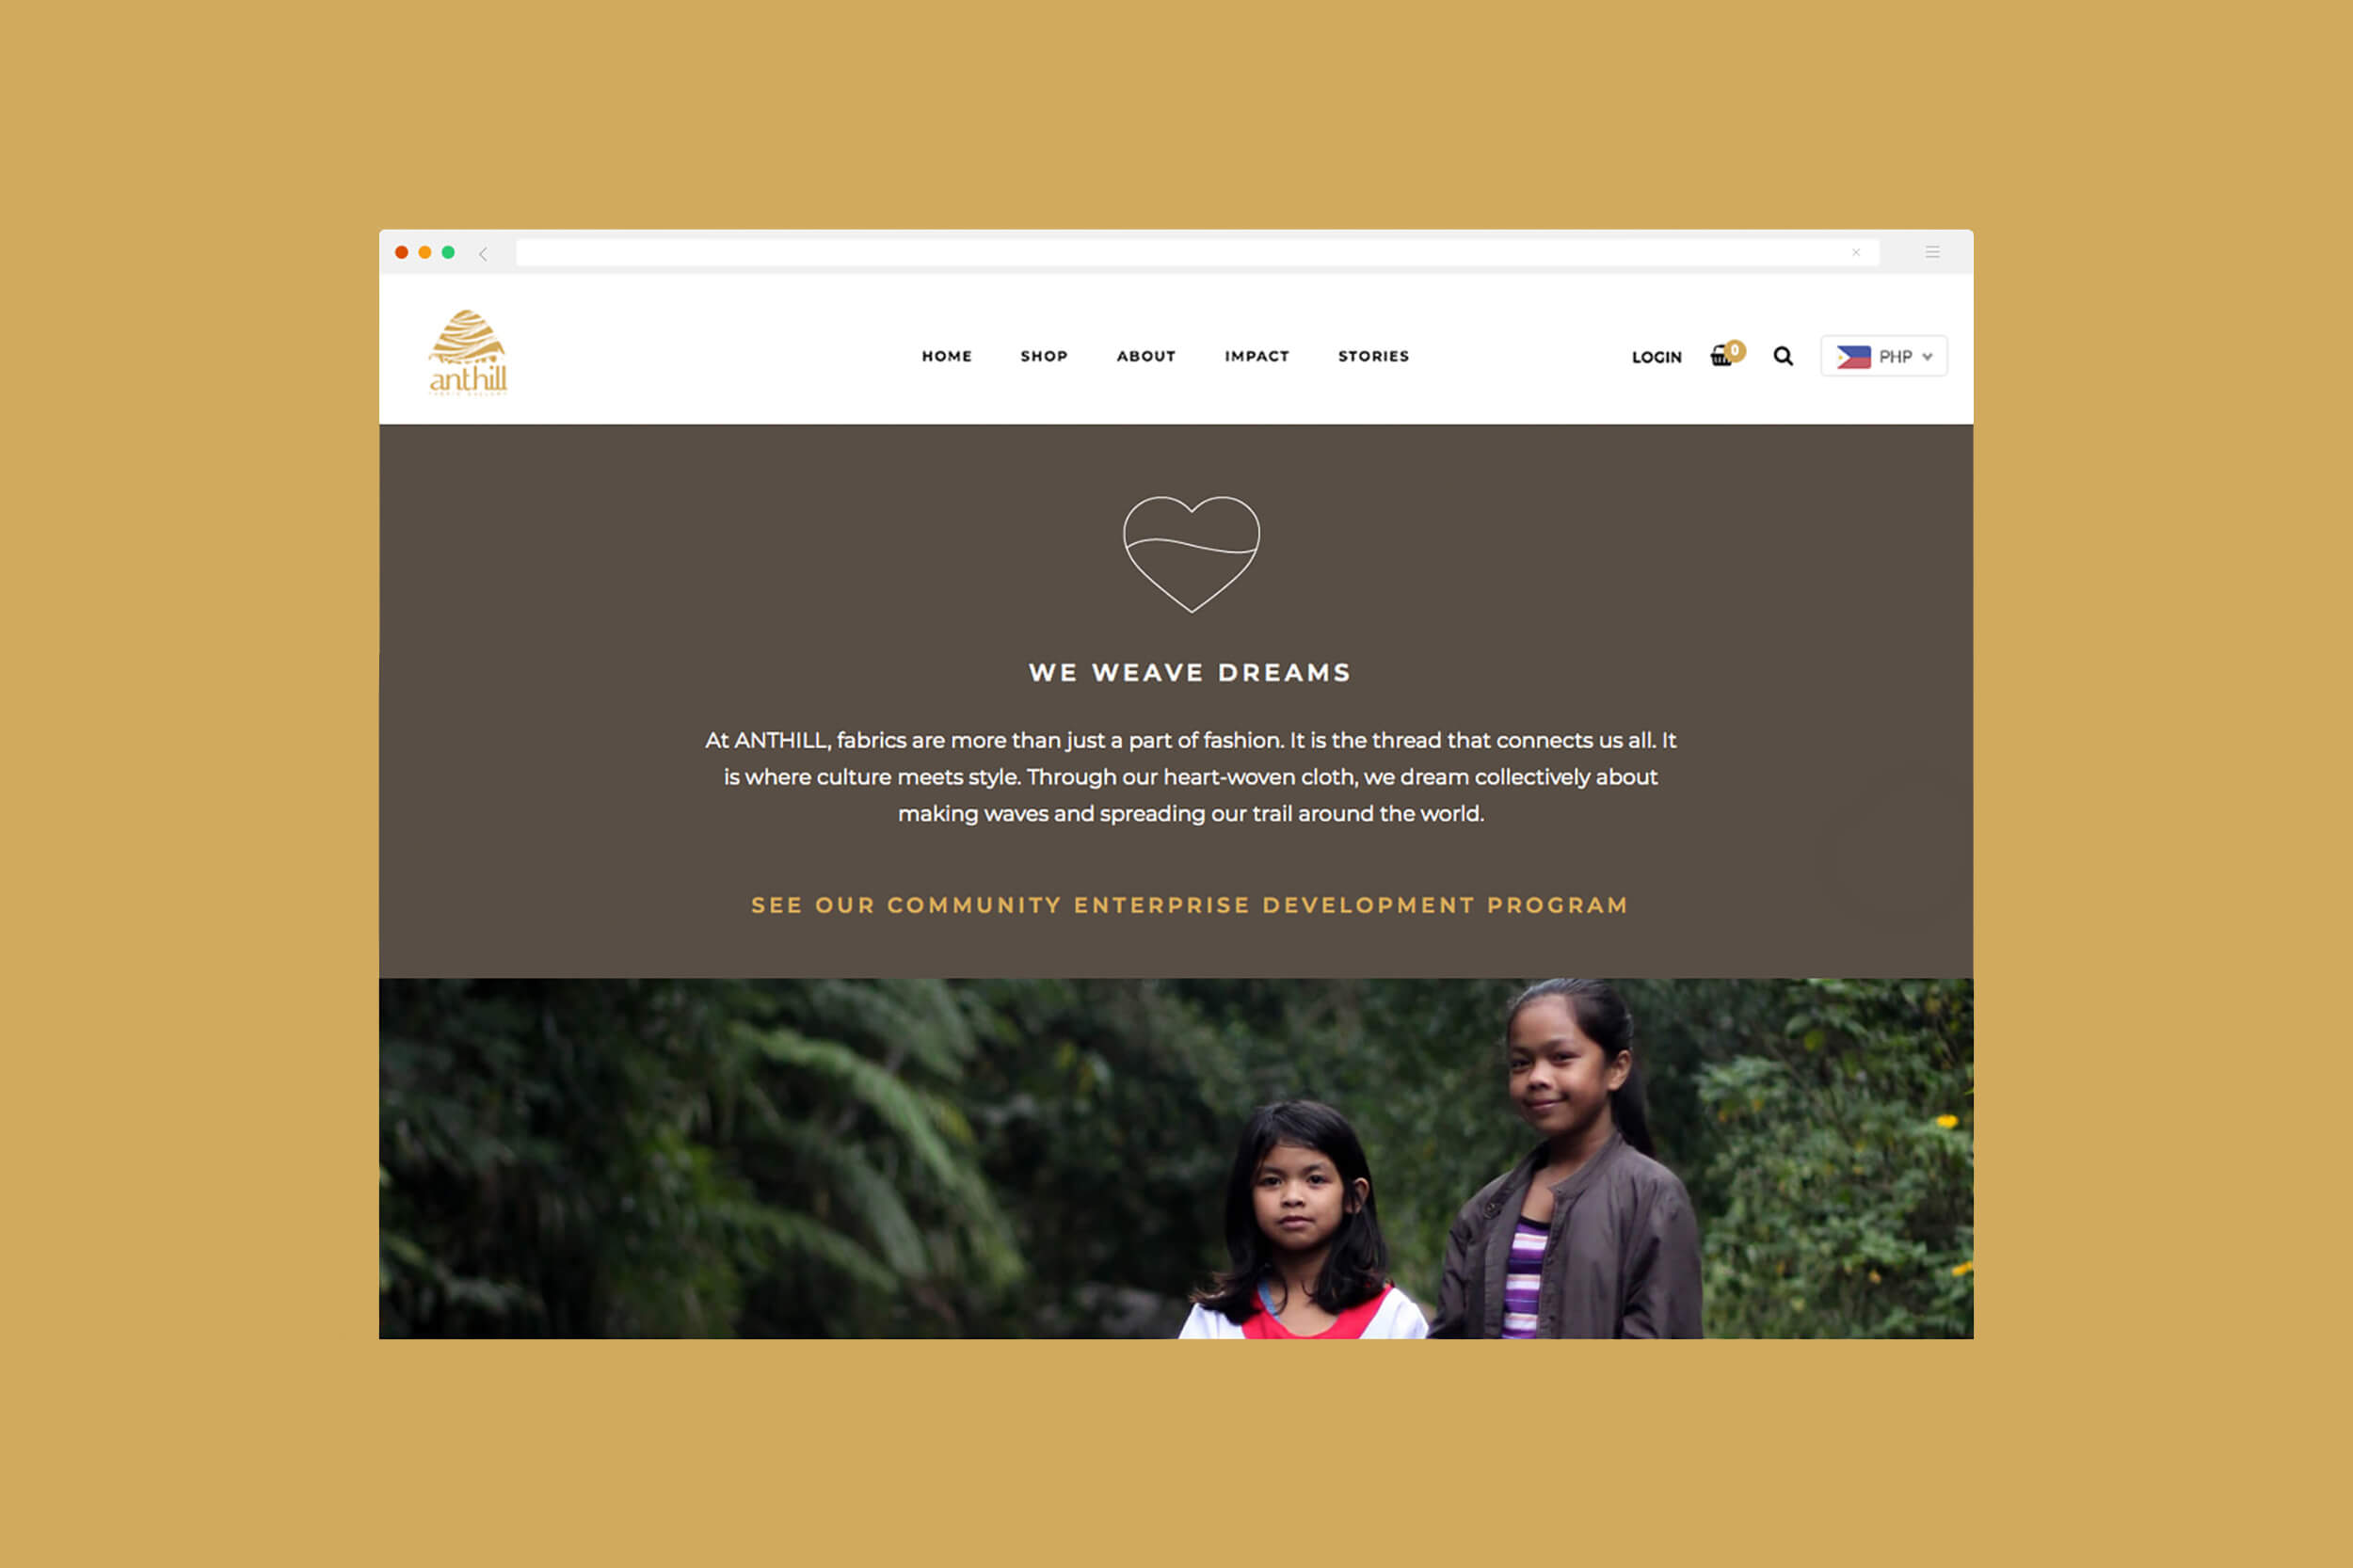 anthill
FABRIC GALLERY
HOME SHOP ABOUT IMPACT STORIES LOGIN 0 PHP
WE WEAVE DREAMS
At ANTHILL, fabrics are more than just a part of fashion. It is the thread that connects us all. It
is where culture meets style. Through our heart-woven cloth, we dream collectively about
making waves and spreading our trail around the world.
SEE OUR COMMUNITY ENTERPRISE DEVELOPMENT PROGRAM